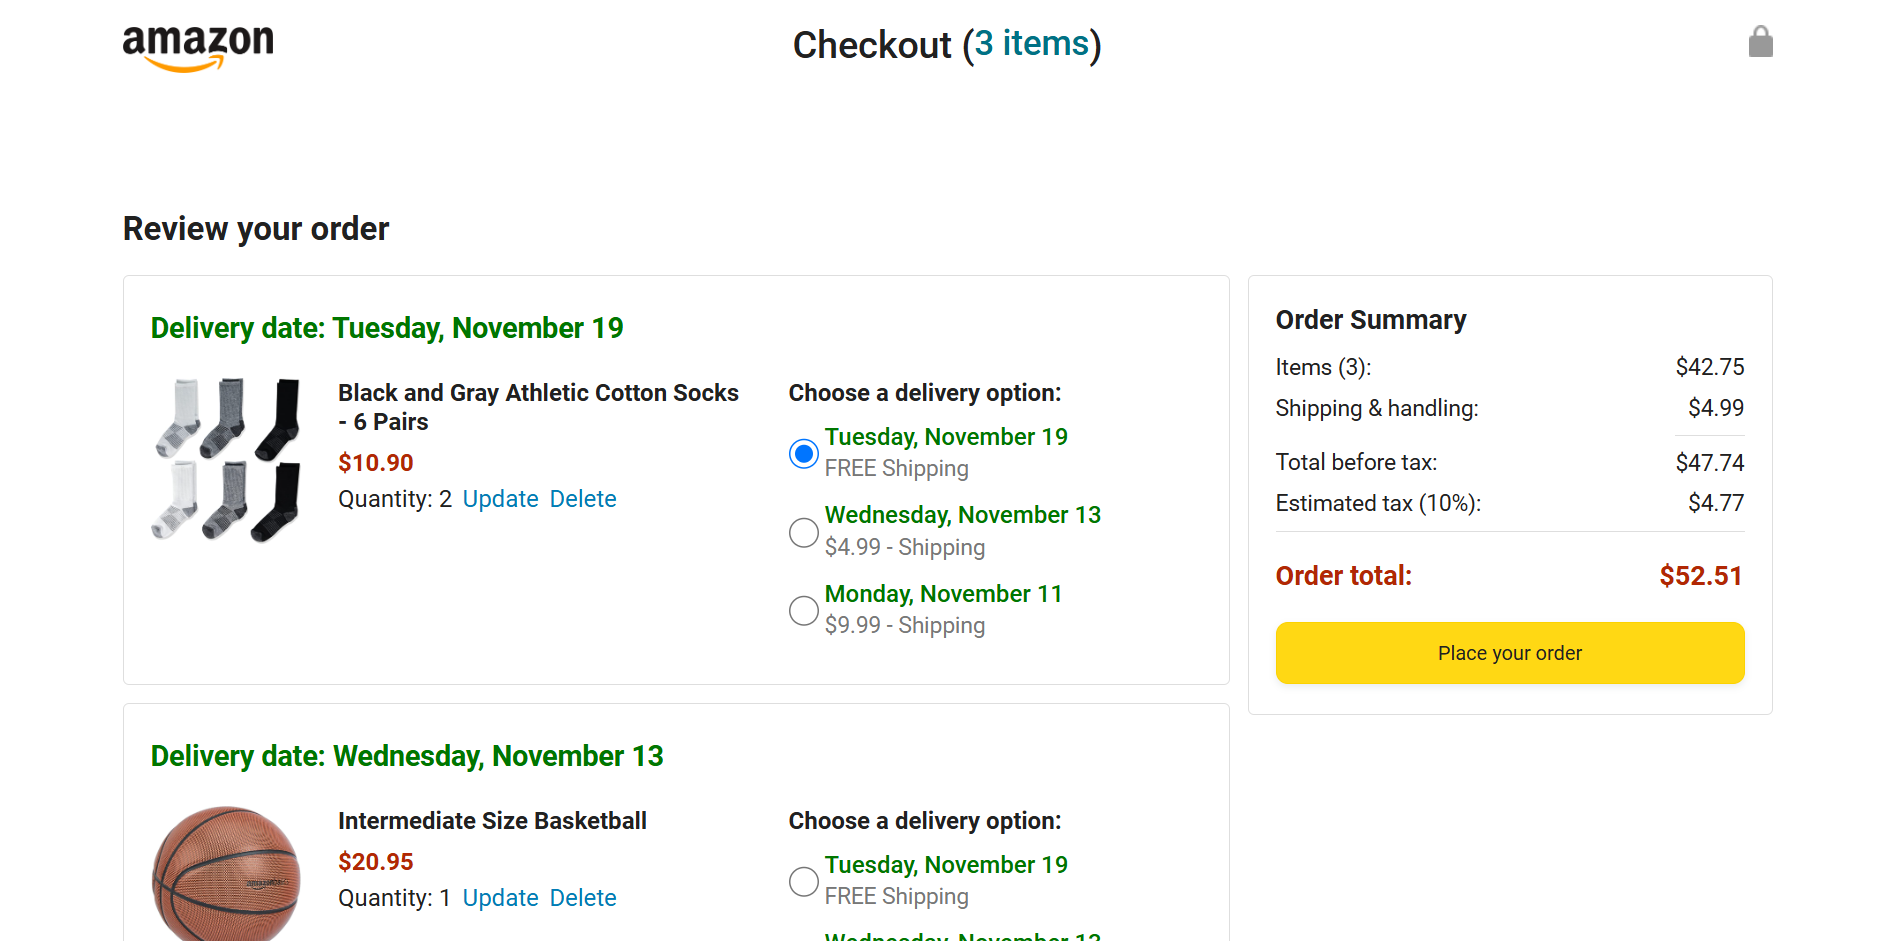 amazon
Checkout (3 items)
Review your order
Delivery date: Tuesday, November 19
Black and Gray Athletic Cotton Socks
- 6 Pairs
$10.90
Quantity: 2 Update Delete
Choose a delivery option:
Tuesday, November 19
FREE Shipping
Wednesday, November 13
$4.99 - Shipping
Monday, November 11
$9.99 - Shipping
Order Summary
Items (3): $42.75
Shipping & handling: $4.99
Total before tax: $47.74
Estimated tax (10%): $4.77
Order total: $52.51
Place your order
Delivery date: Wednesday, November 13
Intermediate Size Basketball
$20.95
Quantity: 1 Update Delete
Choose a delivery option:
Tuesday, November 19
FREE Shipping
Wednesday, November 13